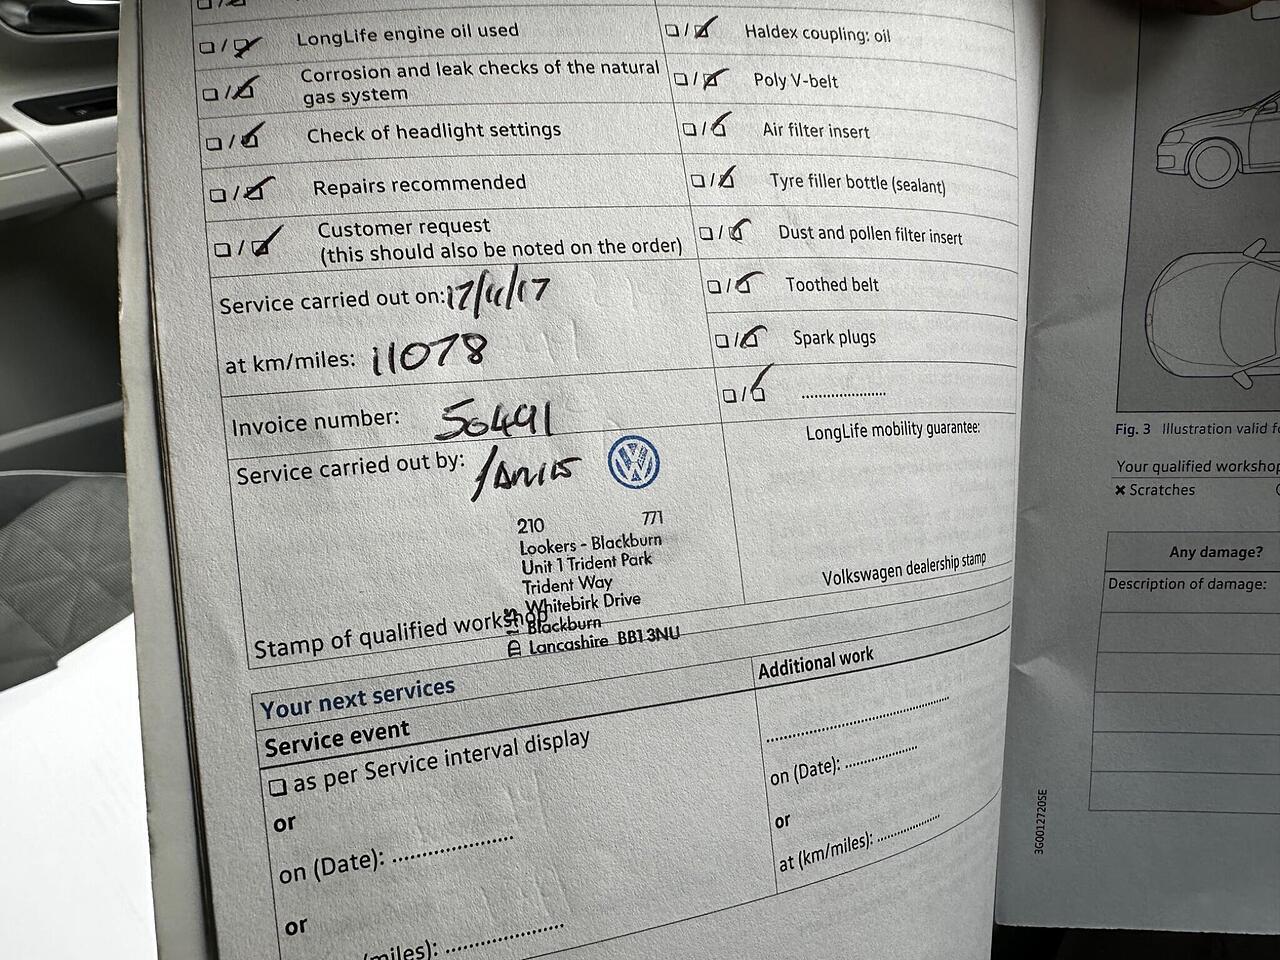 ☐ / ☑ LongLife engine oil used
☐ / ☑ Corrosion and leak checks of the natural
gas system
☐ / ☑ Check of headlight settings
☐ / ☑ Repairs recommended
☐ / ☑ Customer request
(this should also be noted on the order)
☐ / ☑ Haldex coupling: oil
☐ / ☑ Poly V-belt
☐ / ☑ Air filter insert
☐ / ☑ Tyre filler bottle (sealant)
☐ / ☑ Dust and pollen filter insert
☐ / ☑ Toothed belt
☐ / ☑ Spark plugs
☐ / ☑ .....................
Service carried out on: 17/11/17
at km/miles: 11078
Invoice number: 50491
Service carried out by:
VW
210 771
Lookers - Blackburn
Unit 1 Trident Park
Trident Way
Whitebirk Drive
Blackburn
Lancashire BB1 3NU
Stamp of qualified workshop
LongLife mobility guarantee:
Volkswagen dealership stamp
Your next services
Service event
☐ as per Service interval display
or
on (Date): .....................
or
(miles): .....................
Additional work
................................
on (Date): ...............
or
at (km/miles): .............
Fig. 3 Illustration valid
Your qualified workshop
✖ Scratches
Any damage?
Description of damage:
3G0012720SE